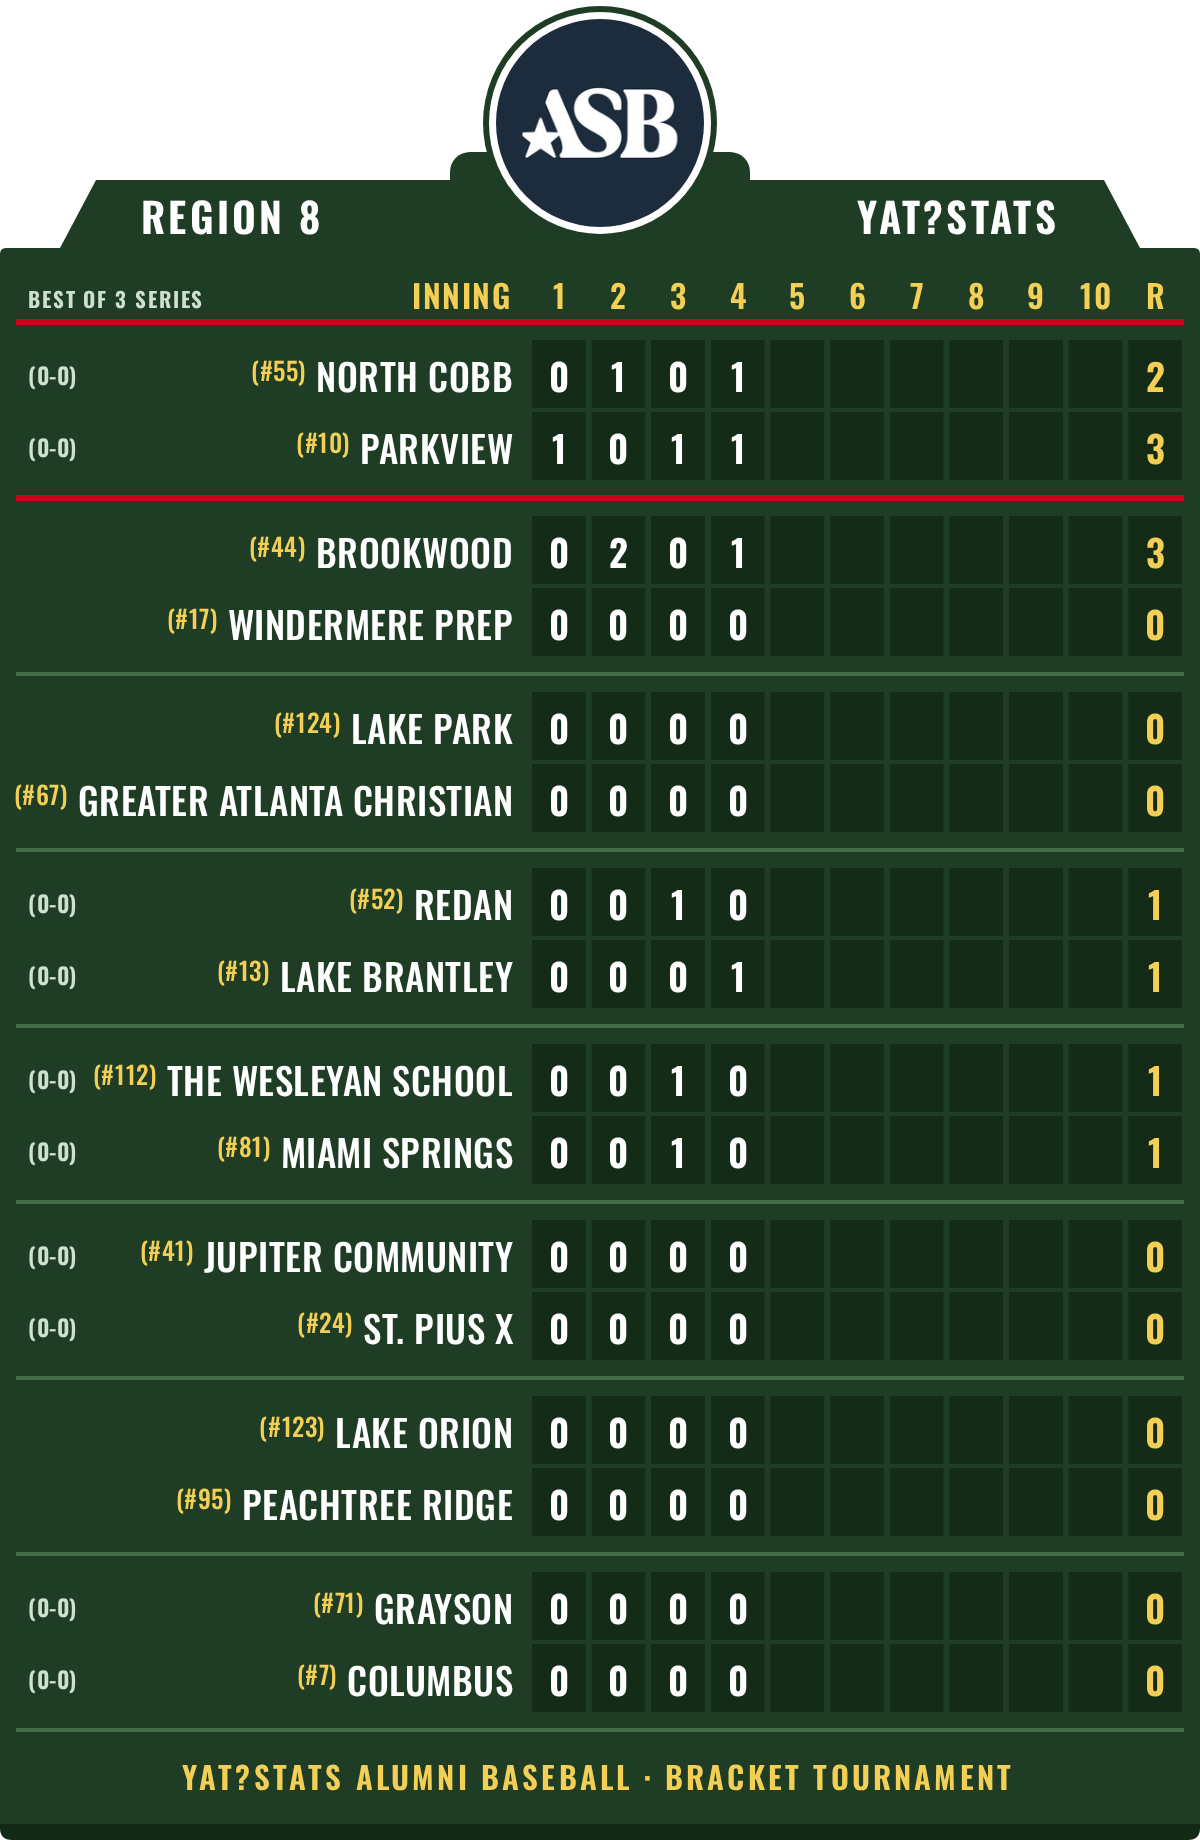 ASB
REGION 8 YAT?STATS
BEST OF 3 SERIES INNING 1 2 3 4 5 6 7 8 9 10 R
(0-0) (#55) NORTH COBB 0 1 0 1 2
(0-0) (#10) PARKVIEW 1 0 1 1 3
(#44) BROOKWOOD 0 2 0 1 3
(#17) WINDERMERE PREP 0 0 0 0 0
(#124) LAKE PARK 0 0 0 0 0
(#67) GREATER ATLANTA CHRISTIAN 0 0 0 0 0
(0-0) (#52) REDAN 0 0 1 0 1
(0-0) (#13) LAKE BRANTLEY 0 0 0 1 1
(0-0) (#112) THE WESLEYAN SCHOOL 0 0 1 0 1
(0-0) (#81) MIAMI SPRINGS 0 0 1 0 1
(0-0) (#41) JUPITER COMMUNITY 0 0 0 0 0
(0-0) (#24) ST. PIUS X 0 0 0 0 0
(#123) LAKE ORION 0 0 0 0 0
(#95) PEACHTREE RIDGE 0 0 0 0 0
(0-0) (#71) GRAYSON 0 0 0 0 0
(0-0) (#7) COLUMBUS 0 0 0 0 0
YAT?STATS ALUMNI BASEBALL · BRACKET TOURNAMENT